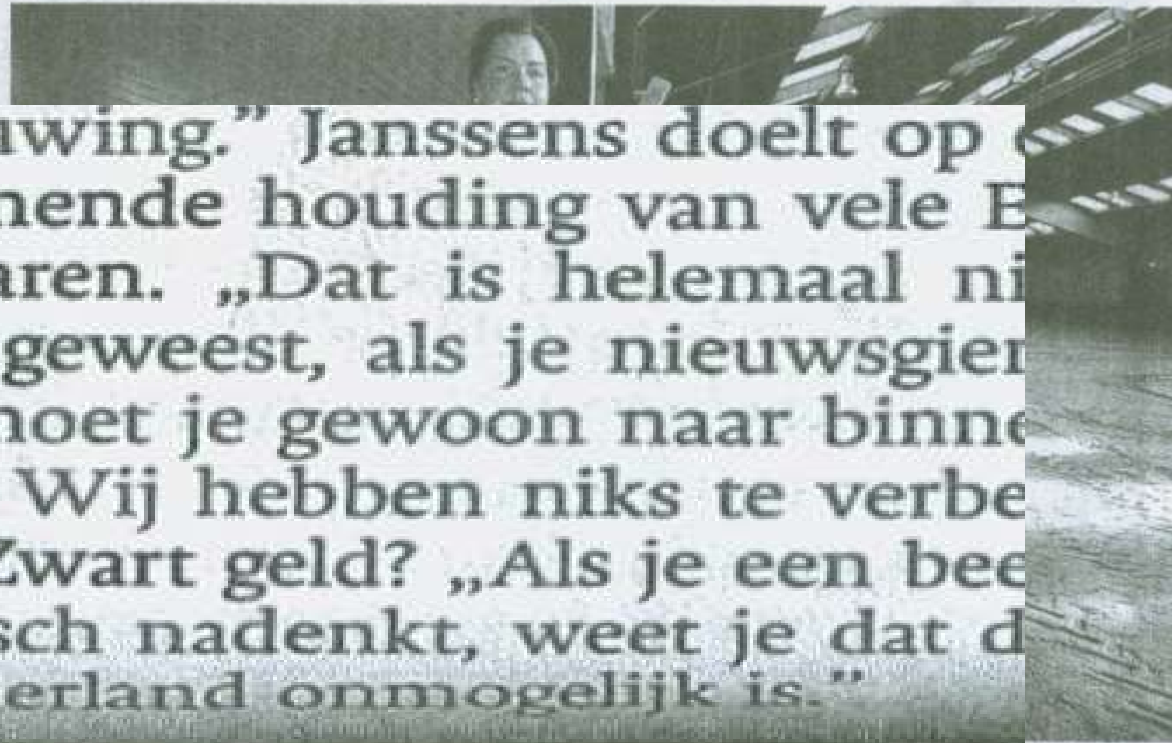 uwing.” Janssens doelt op
nende houding van vele
aren. „Dat is helemaal ni
geweest, als je nieuwsgier
noet je gewoon naar binne
Wij hebben niks te verbe
Zwart geld? „Als je een bee
sch nadenkt, weet je dat d
erland onmogelijk is.”